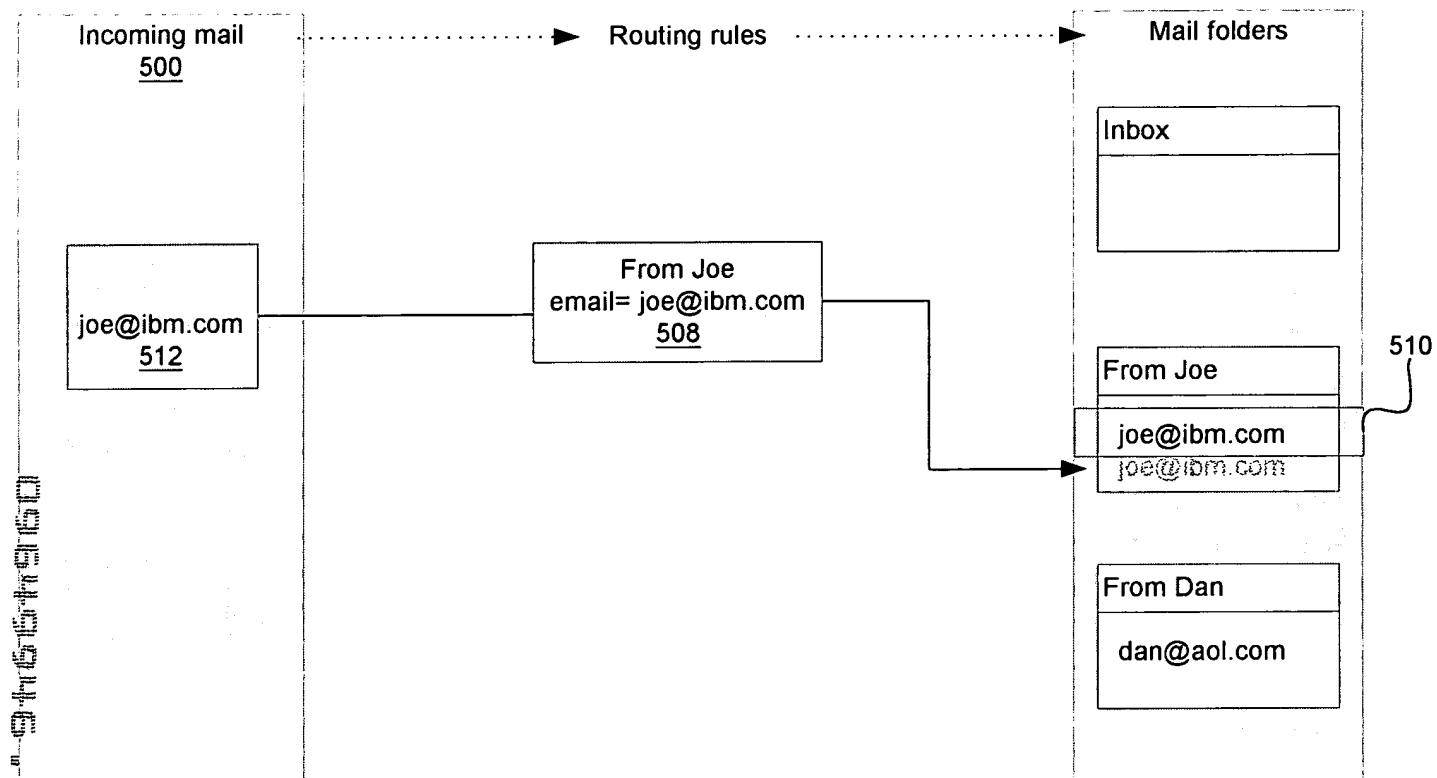 Incoming mail
500
Routing rules
Mail folders
Inbox
joe@ibm.com
512
From Joe
email= joe@ibm.com
508
From Joe
joe@ibm.com
joe@ibm.com
510
From Dan
dan@aol.com